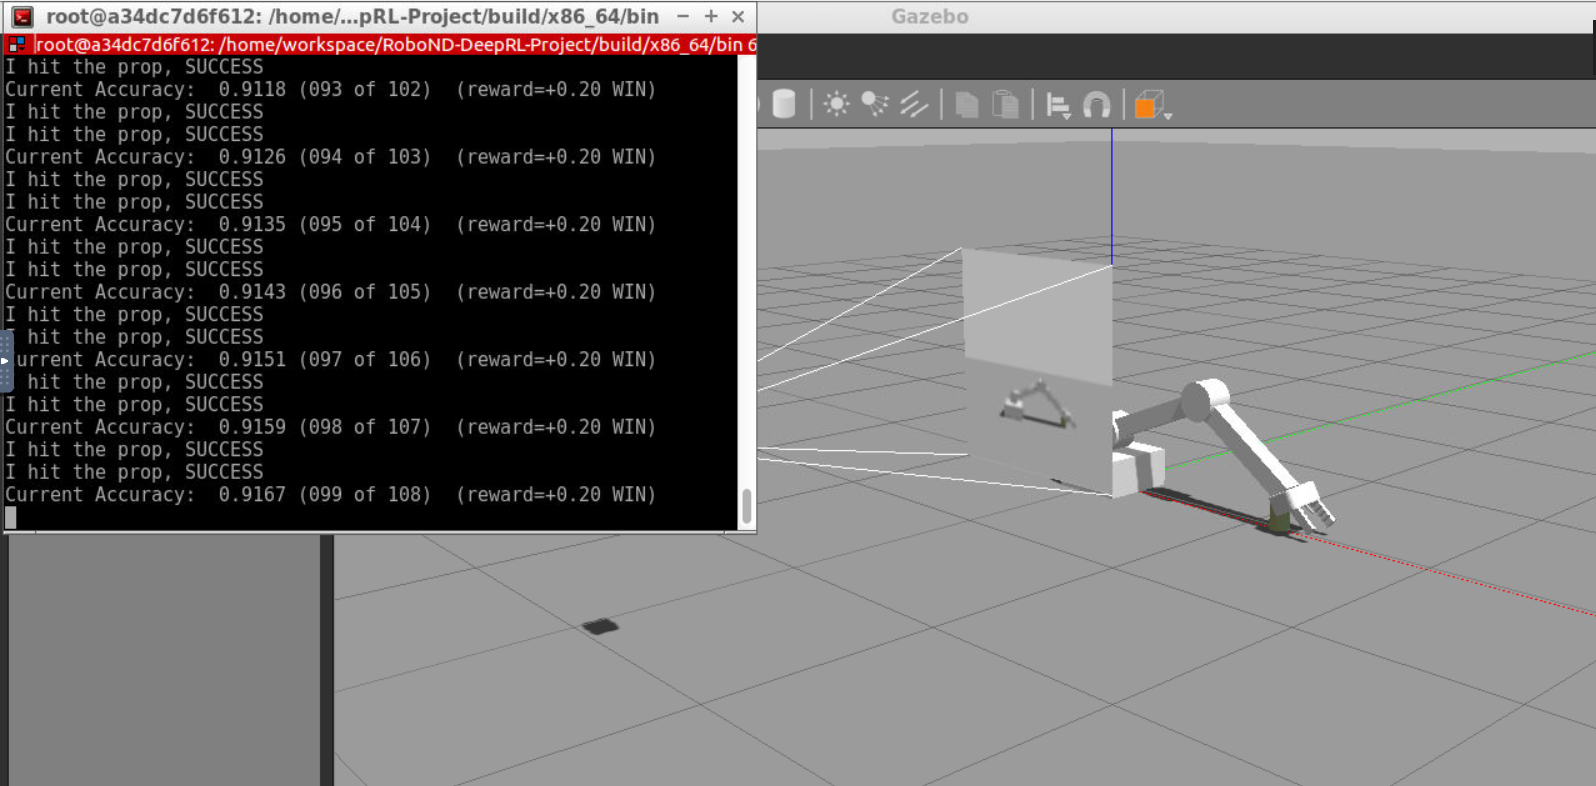 root@a34dc7d6f612: /home/...pRL-Project/build/x86_64/bin
Gazebo
root@a34dc7d6f612: /home/workspace/RoboND-DeepRL-Project/build/x86_64/bin 6
I hit the prop, SUCCESS
Current Accuracy:  0.9118 (093 of 102)  (reward=+0.20 WIN)
I hit the prop, SUCCESS
I hit the prop, SUCCESS
Current Accuracy:  0.9126 (094 of 103)  (reward=+0.20 WIN)
I hit the prop, SUCCESS
I hit the prop, SUCCESS
Current Accuracy:  0.9135 (095 of 104)  (reward=+0.20 WIN)
I hit the prop, SUCCESS
I hit the prop, SUCCESS
Current Accuracy:  0.9143 (096 of 105)  (reward=+0.20 WIN)
I hit the prop, SUCCESS
I hit the prop, SUCCESS
urrent Accuracy:  0.9151 (097 of 106)  (reward=+0.20 WIN)
hit the prop, SUCCESS
I hit the prop, SUCCESS
Current Accuracy:  0.9159 (098 of 107)  (reward=+0.20 WIN)
I hit the prop, SUCCESS
I hit the prop, SUCCESS
Current Accuracy:  0.9167 (099 of 108)  (reward=+0.20 WIN)